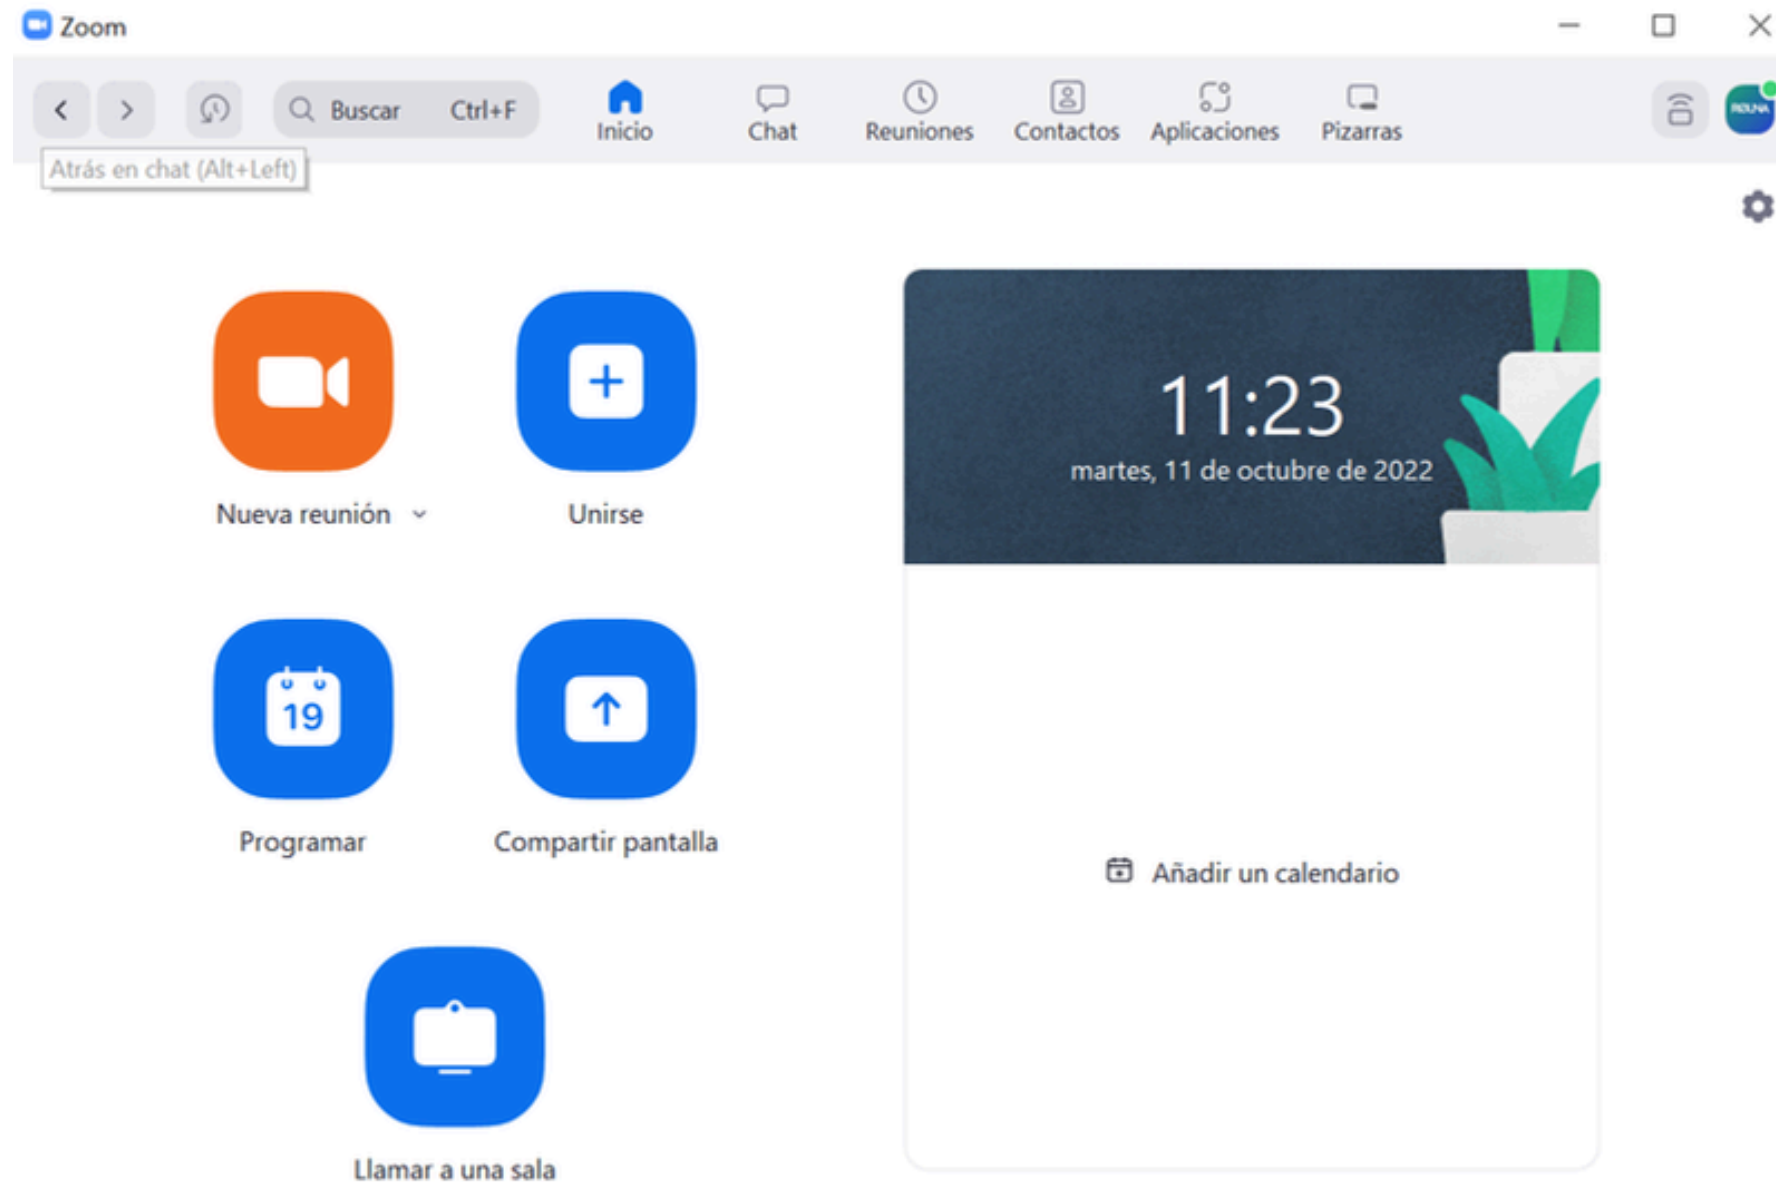 Zoom
Buscar Ctrl+F
Inicio
Chat
Reuniones
Contactos
Aplicaciones
Pizarras
Atrás en chat (Alt+Left)
Nueva reunión
Unirse
19
Programar
Compartir pantalla
Llamar a una sala
11:23
martes, 11 de octubre de 2022
Añadir un calendario